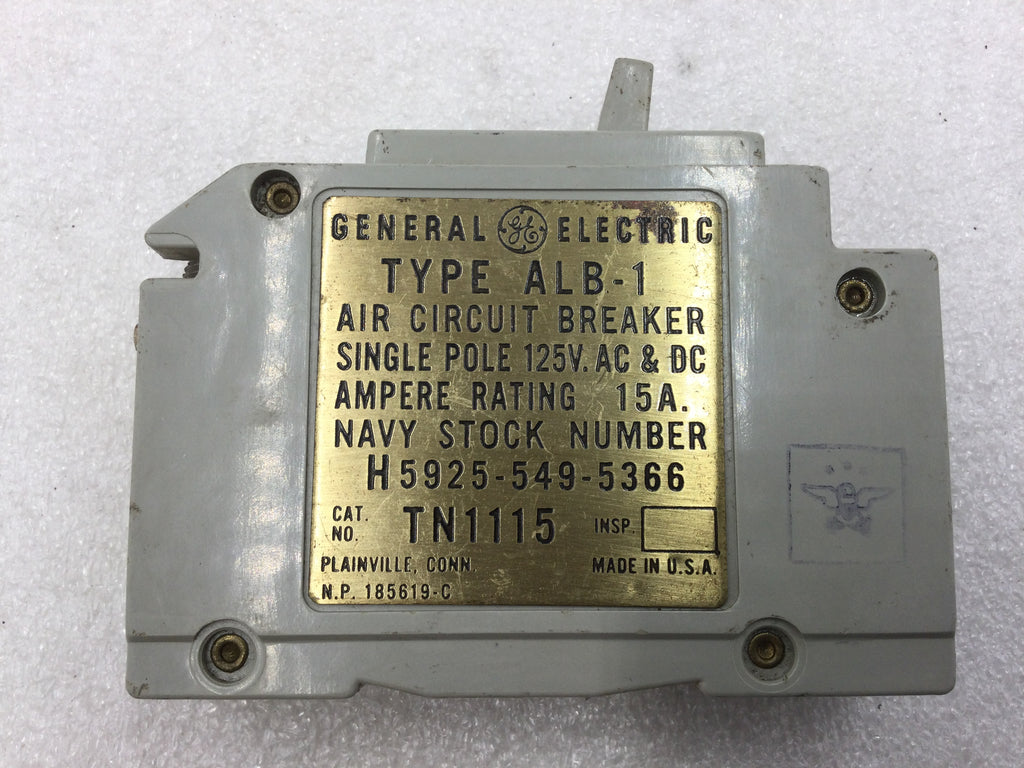 GENERAL GE ELECTRIC
TYPE ALB-1
AIR CIRCUIT BREAKER
SINGLE POLE 125V. AC & DC
AMPERE RATING 15A.
NAVY STOCK NUMBER
H5925-549-5366
CAT. NO. TN1115 INSP.
PLAINVILLE, CONN. MADE IN U.S.A.
N.P. 185619-C